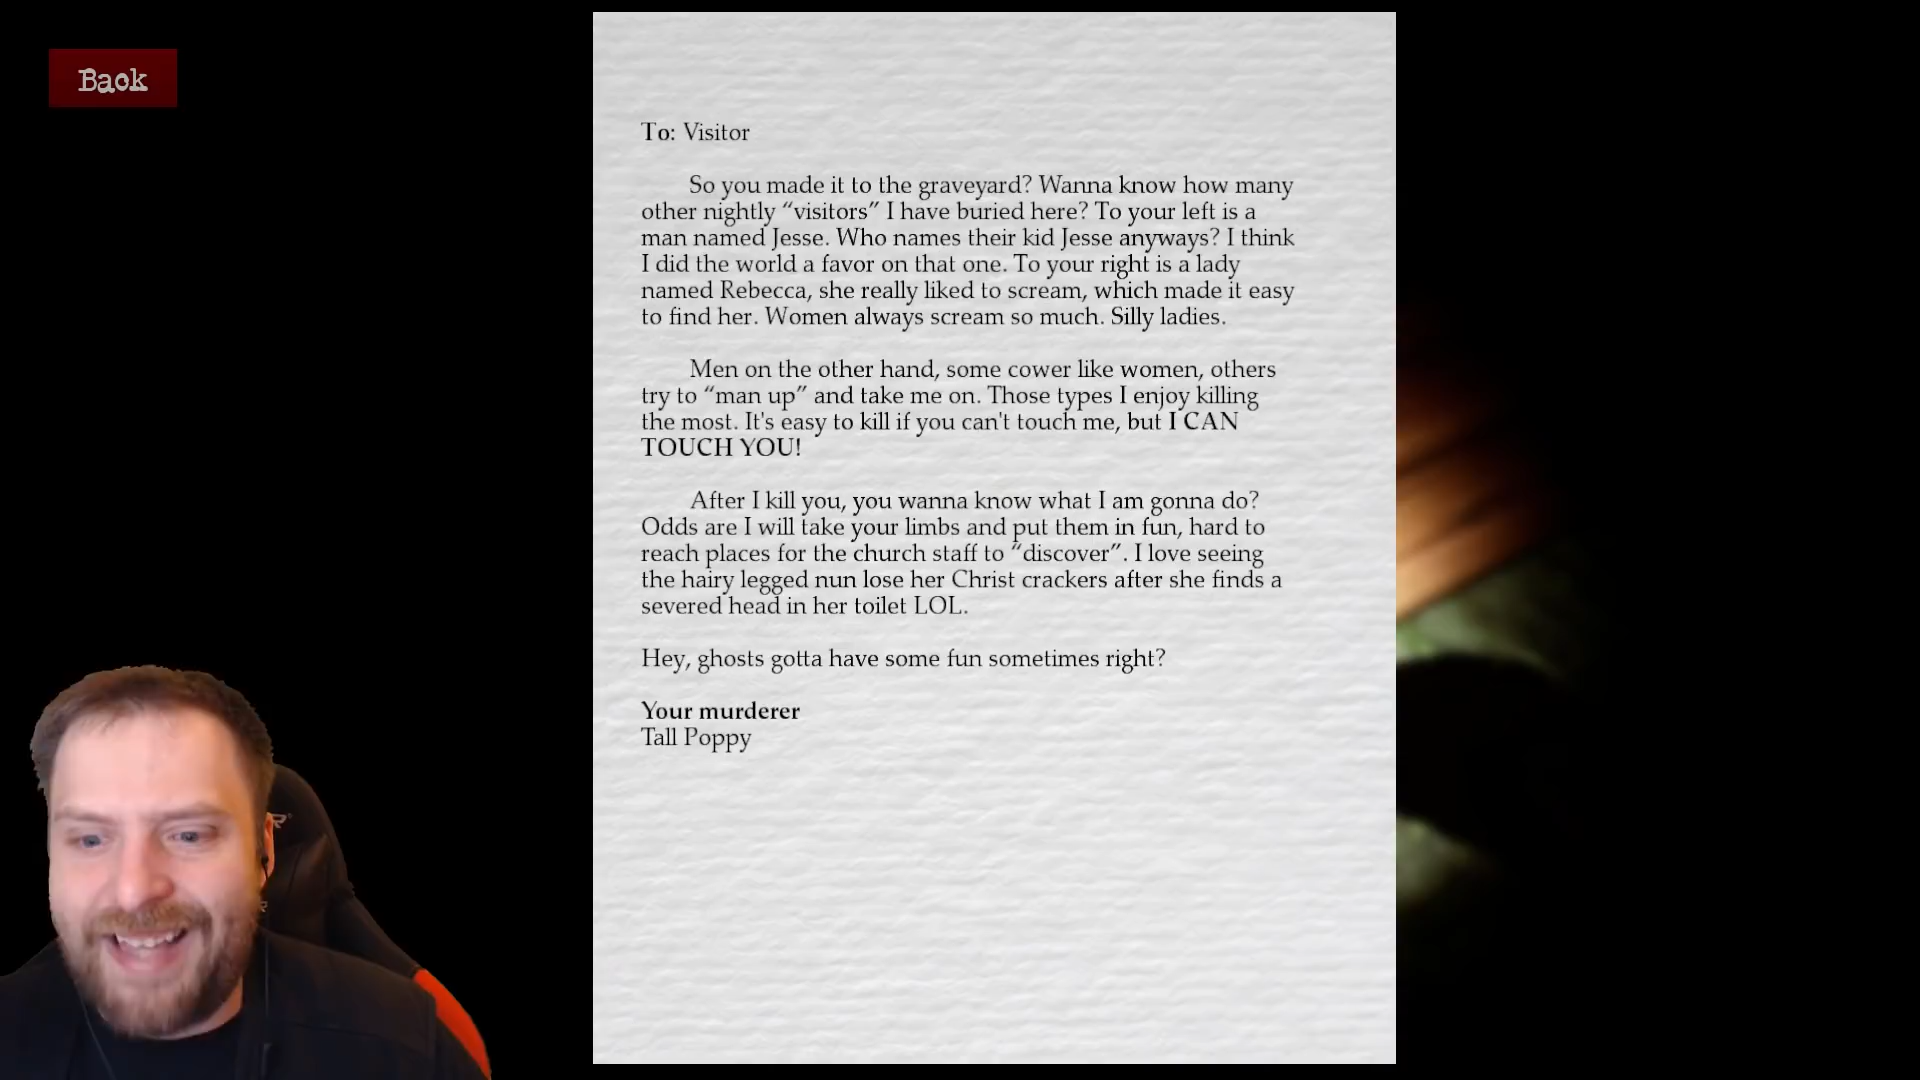 Back
To: Visitor
So you made it to the graveyard? Wanna know how many
other nightly “visitors” I have buried here? To your left is a
man named Jesse. Who names their kid Jesse anyways? I think
I did the world a favor on that one. To your right is a lady
named Rebecca, she really liked to scream, which made it easy
to find her. Women always scream so much. Silly ladies.
Men on the other hand, some cower like women, others
try to “man up” and take me on. Those types I enjoy killing
the most. It's easy to kill if you can't touch me, but I CAN
TOUCH YOU!
After I kill you, you wanna know what I am gonna do?
Odds are I will take your limbs and put them in fun, hard to
reach places for the church staff to “discover”. I love seeing
the hairy legged nun lose her Christ crackers after she finds a
severed head in her toilet LOL.
Hey, ghosts gotta have some fun sometimes right?
Your murderer
Tall Poppy